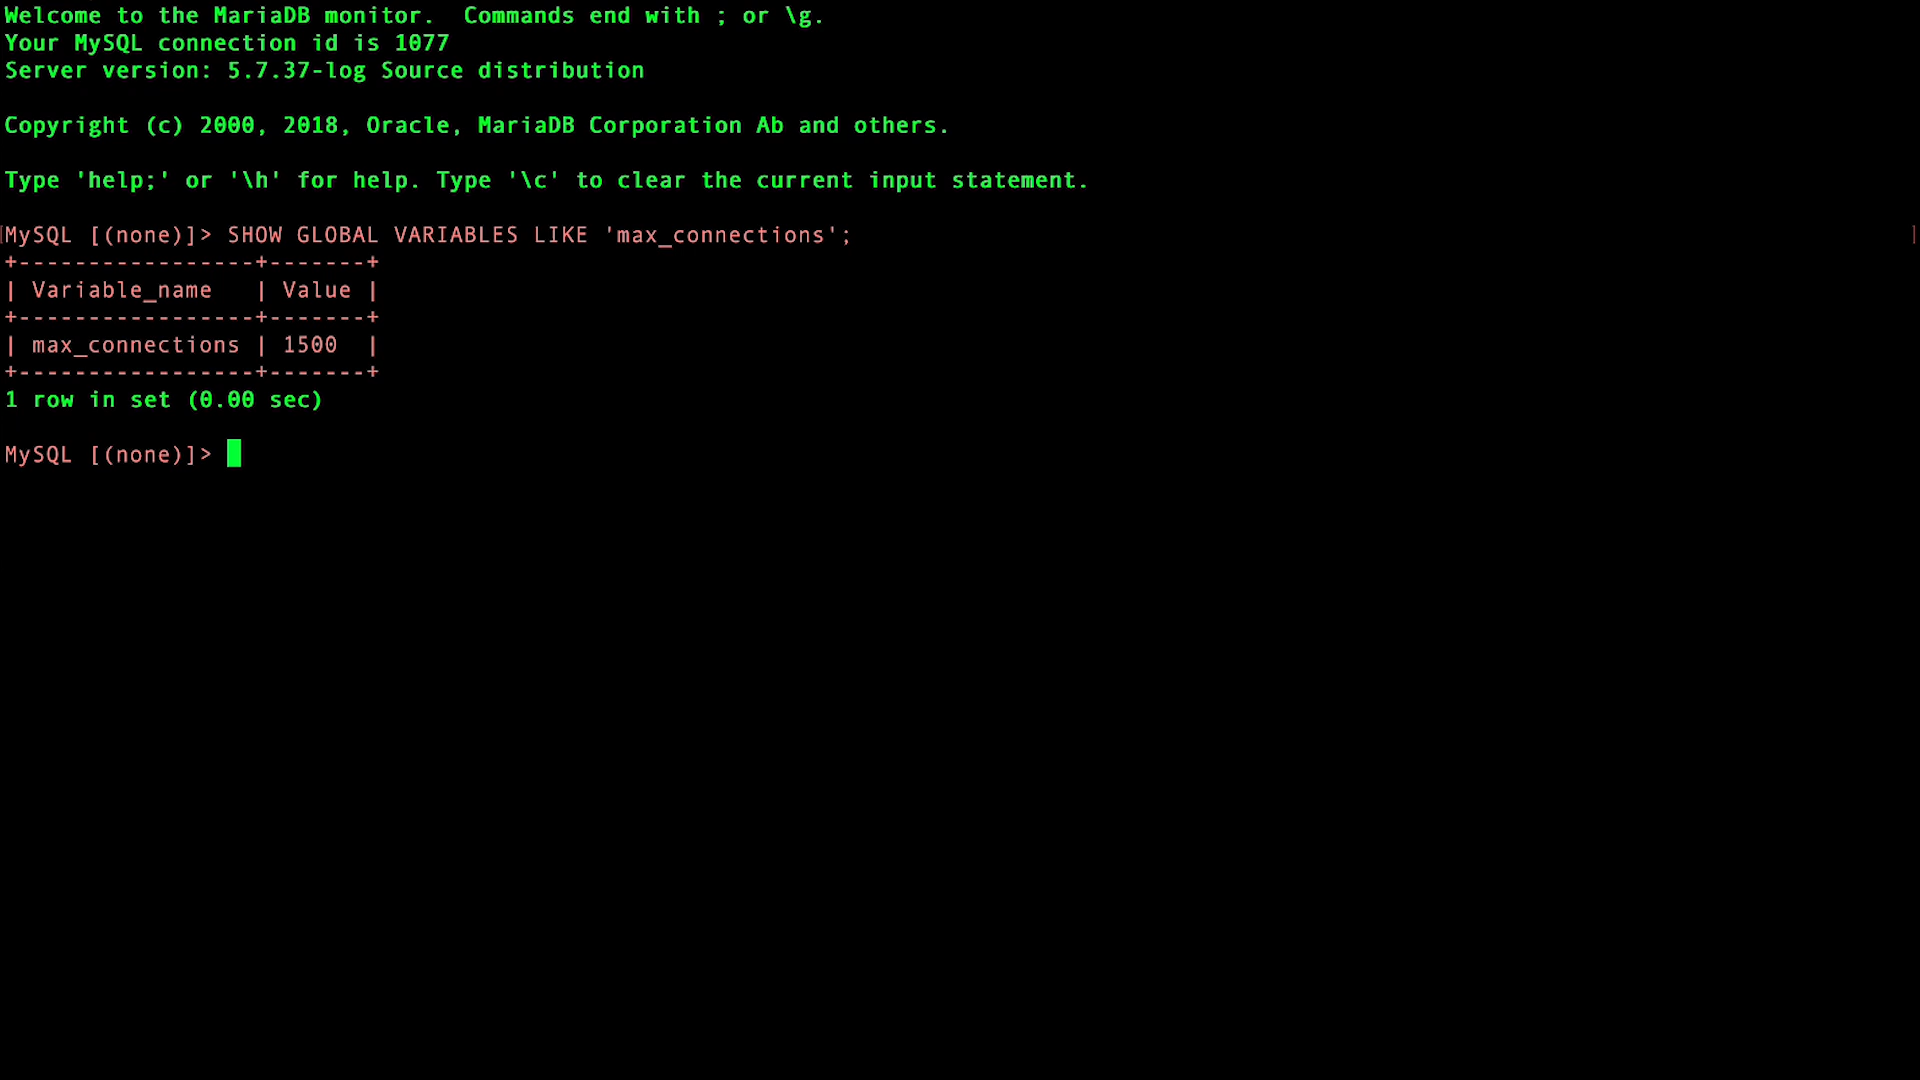 Welcome to the MariaDB monitor.  Commands end with ; or \g.
Your MySQL connection id is 1077
Server version: 5.7.37-log Source distribution
Copyright (c) 2000, 2018, Oracle, MariaDB Corporation Ab and others.
Type 'help;' or '\h' for help. Type '\c' to clear the current input statement.
MySQL [(none)]> SHOW GLOBAL VARIABLES LIKE 'max_connections';
+-----------------+-------+
| Variable_name   | Value |
+-----------------+-------+
| max_connections | 1500  |
+-----------------+-------+
1 row in set (0.00 sec)
MySQL [(none)]>